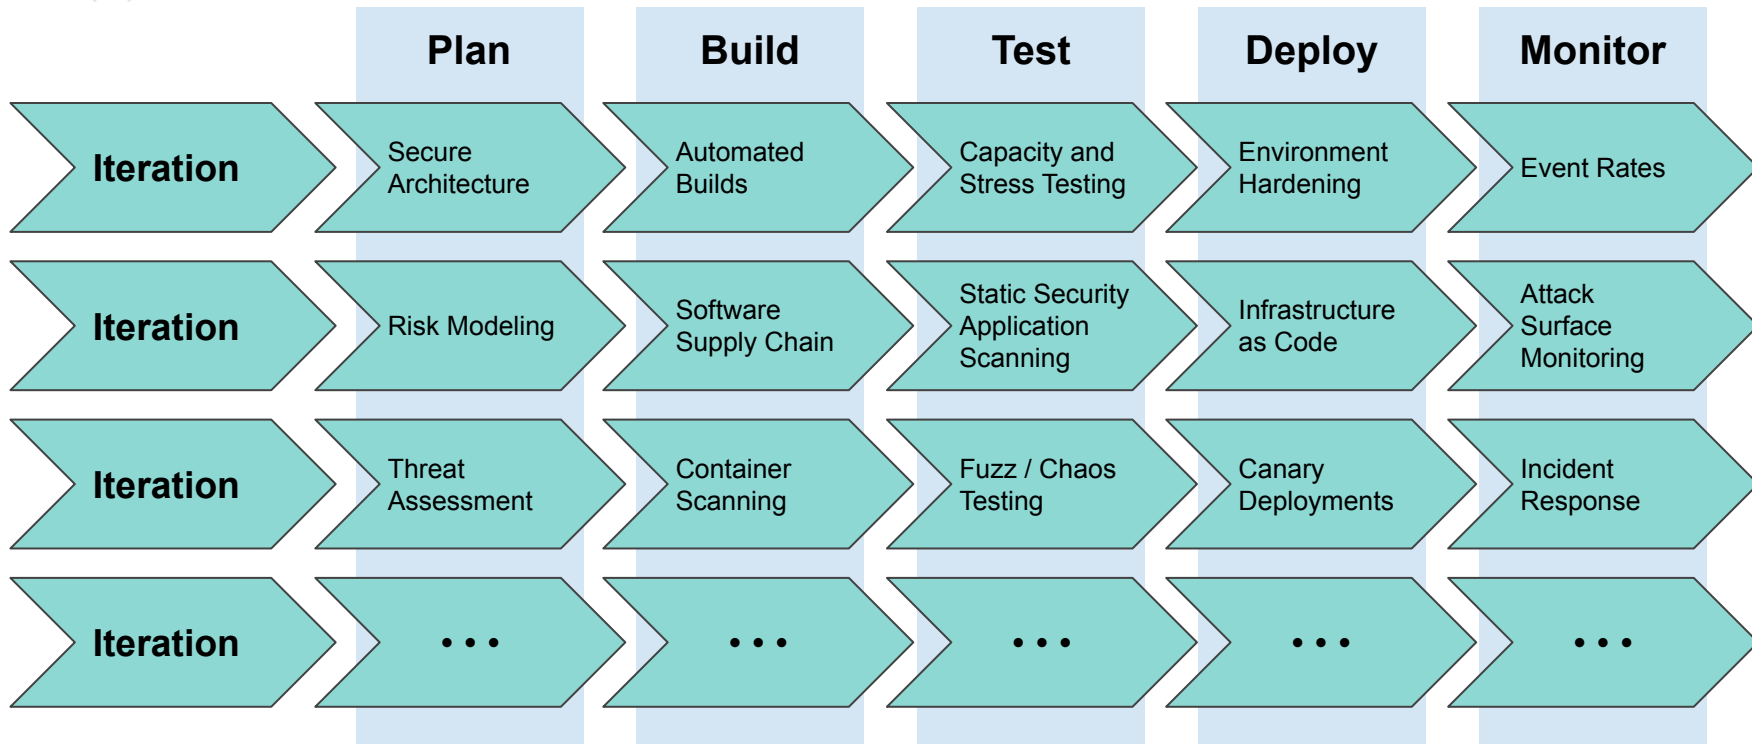 Plan
Build
Test
Deploy
Monitor
Iteration
Secure
Architecture
Automated
Builds
Capacity and
Stress Testing
Environment
Hardening
Event Rates
Iteration
Risk Modeling
Software
Supply Chain
Static Security
Application
Scanning
Infrastructure
as Code
Attack
Surface
Monitoring
Iteration
Threat
Assessment
Container
Scanning
Fuzz / Chaos
Testing
Canary
Deployments
Incident
Response
Iteration
•••
•••
•••
•••
•••